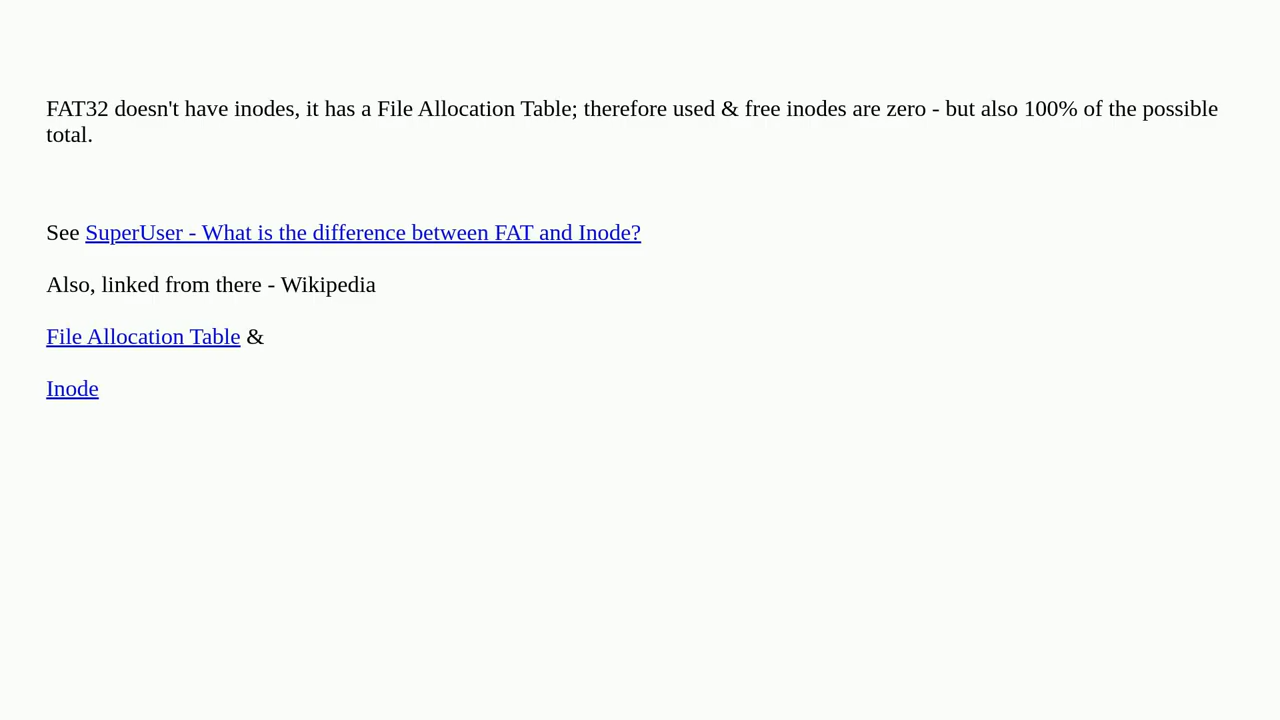 FAT32 doesn't have inodes, it has a File Allocation Table; therefore used & free inodes are zero - but also 100% of the possible
total.
See SuperUser - What is the difference between FAT and Inode?
Also, linked from there - Wikipedia
File Allocation Table &
Inode